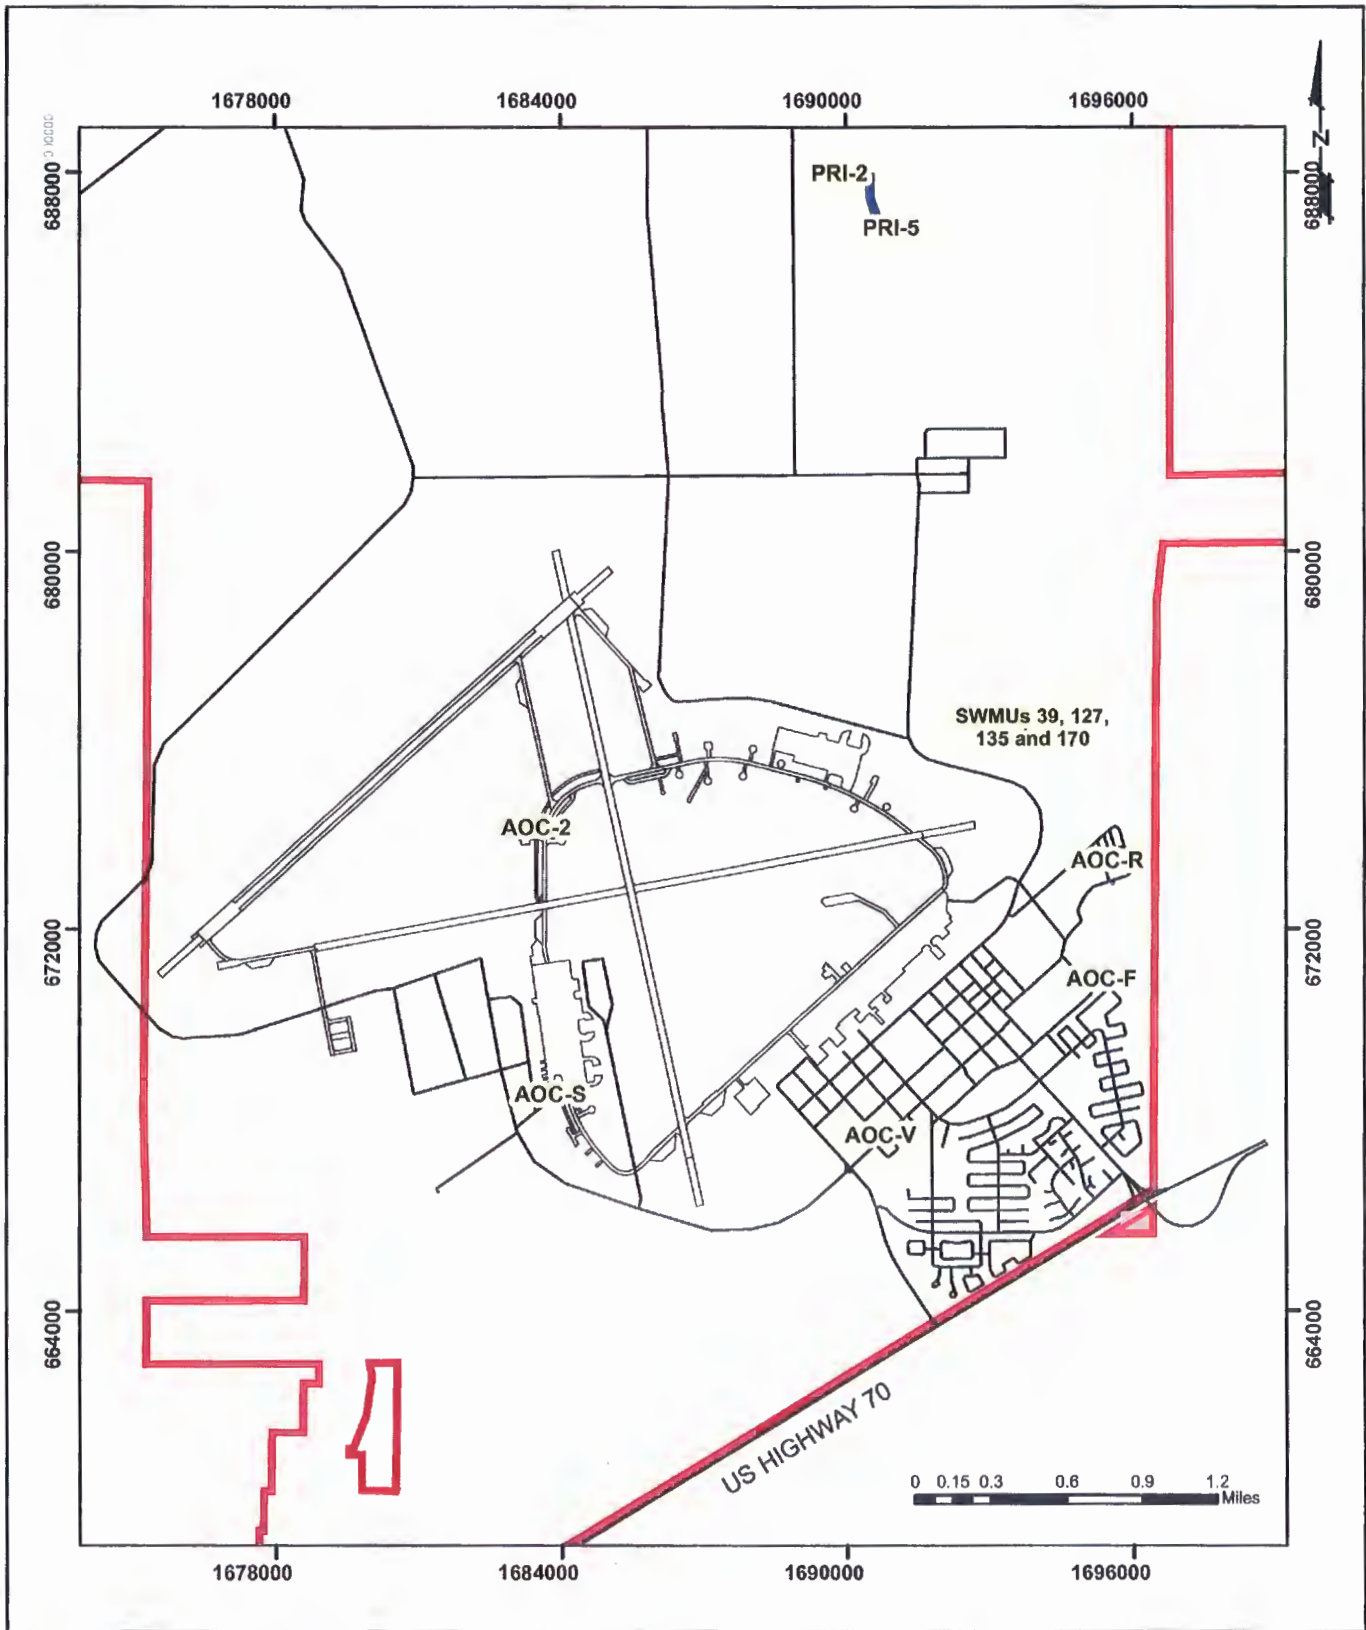 1678000 1684000 1690000 1696000
N
688000 688000
PRI-2
PRI-5
680000 680000
SWMUs 39, 127,
135 and 170
AOC-2
AOC-R
672000 672000
AOC-F
AOC-S
AOC-V
664000 664000
US HIGHWAY 70
0 0.15 0.3 0.6 0.9 1.2
Miles
1678000 1684000 1690000 1696000